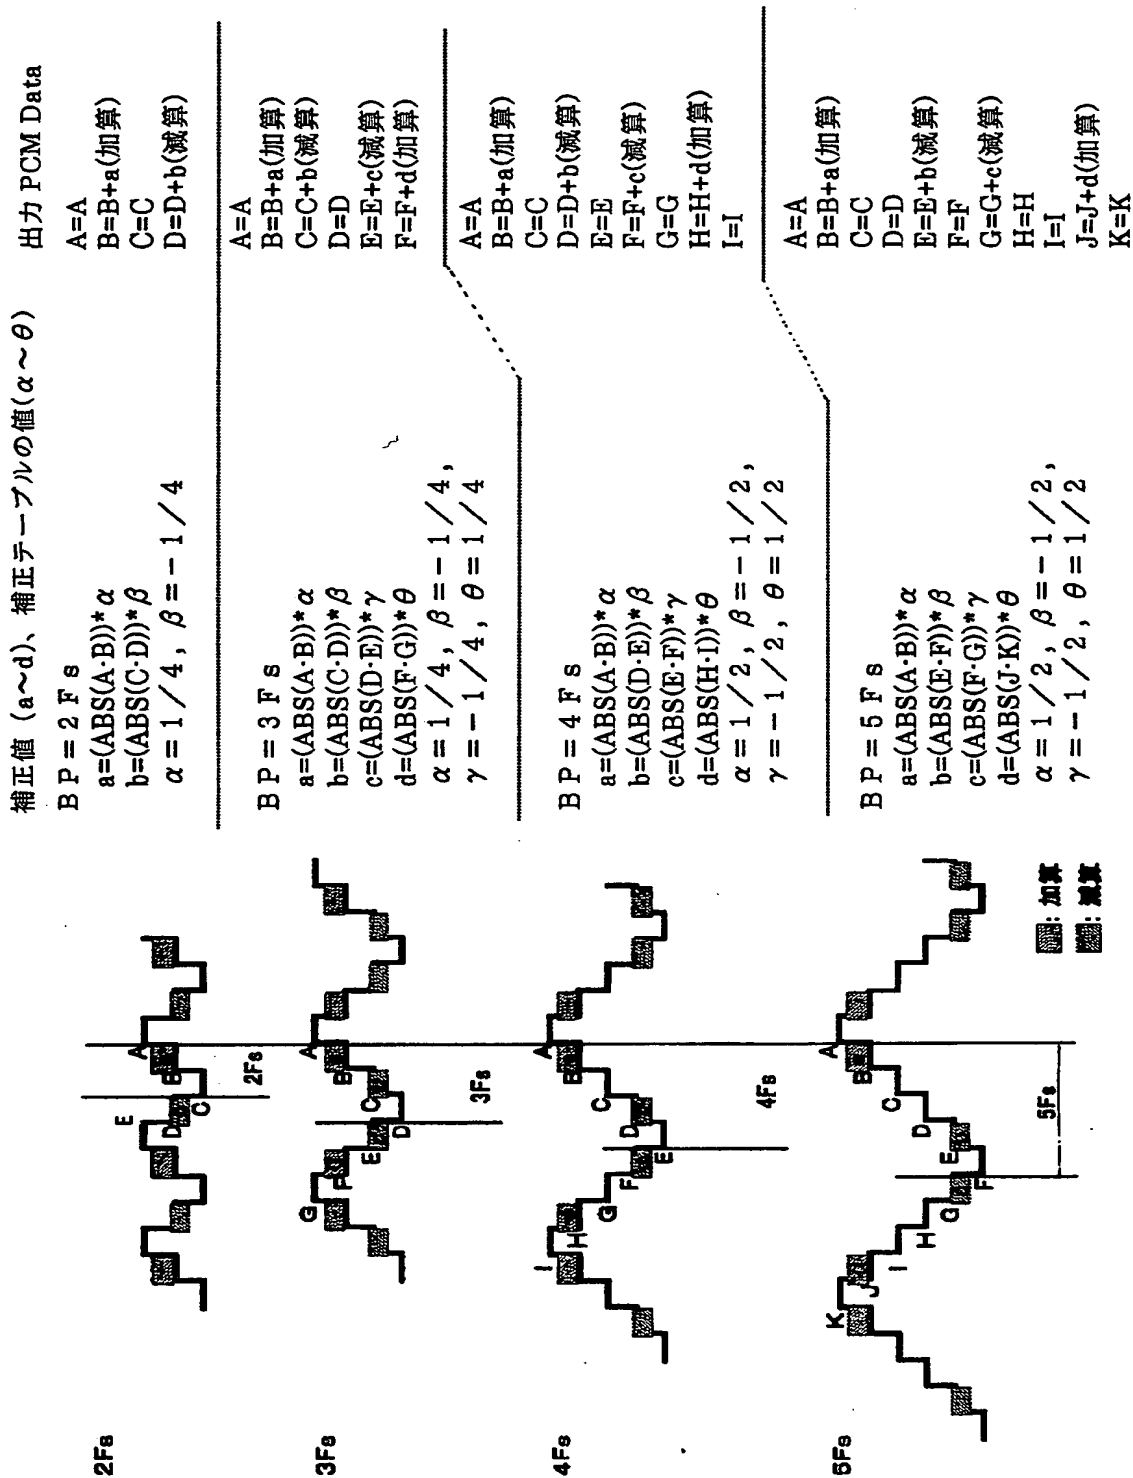 補正値 (a~d)、補正テーブルの値(α~θ)
出力 PCM Data
BP=2Fs
a=(ABS(A-B))*α
b=(ABS(C-D))*β
α=1/4, β=-1/4
A=A
B=B+a(加算)
C=C
D=D+b(減算)
BP=3Fs
a=(ABS(A-B))*α
b=(ABS(C-D))*β
c=(ABS(D-E))*γ
d=(ABS(F-G))*θ
α=1/4, β=-1/4,
γ=-1/4, θ=1/4
A=A
B=B+a(加算)
C=C+b(減算)
D=D
E=E+c(減算)
F=F+d(加算)
BP=4Fs
a=(ABS(A-B))*α
b=(ABS(D-E))*β
c=(ABS(E-F))*γ
d=(ABS(H-I))*θ
α=1/2, β=-1/2,
γ=-1/2, θ=1/2
A=A
B=B+a(加算)
C=C
D=D+b(減算)
E=E
F=F+c(減算)
G=G
H=H+d(加算)
I=I
BP=5Fs
a=(ABS(A-B))*α
b=(ABS(E-F))*β
c=(ABS(F-G))*γ
d=(ABS(J-K))*θ
α=1/2, β=-1/2,
γ=-1/2, θ=1/2
A=A
B=B+a(加算)
C=C
D=D
E=E+b(減算)
F=F
G=G+c(減算)
H=H
I=I
J=J+d(加算)
K=K
2Fs
E
D
C
B
A
2Fs
3Fs
G
F
E
D
C
B
A
3Fs
4Fs
I
H
G
F
E
D
C
B
A
4Fs
5Fs
K
J
I
H
G
F
E
D
C
B
A
5Fs
: 加算
: 減算